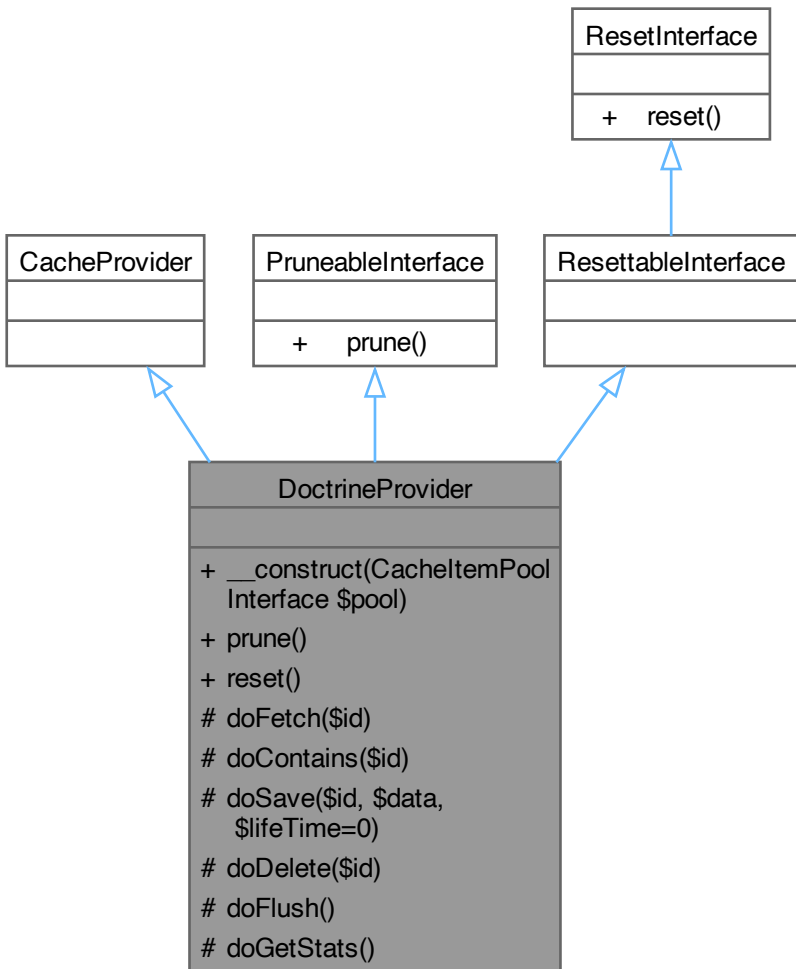 ResetInterface
+ reset()
CacheProvider
PruneableInterface
+ prune()
ResettableInterface
DoctrineProvider
+ __construct(CacheItemPool
Interface $pool)
+ prune()
+ reset()
# doFetch($id)
# doContains($id)
# doSave($id, $data,
$lifeTime=0)
# doDelete($id)
# doFlush()
# doGetStats()